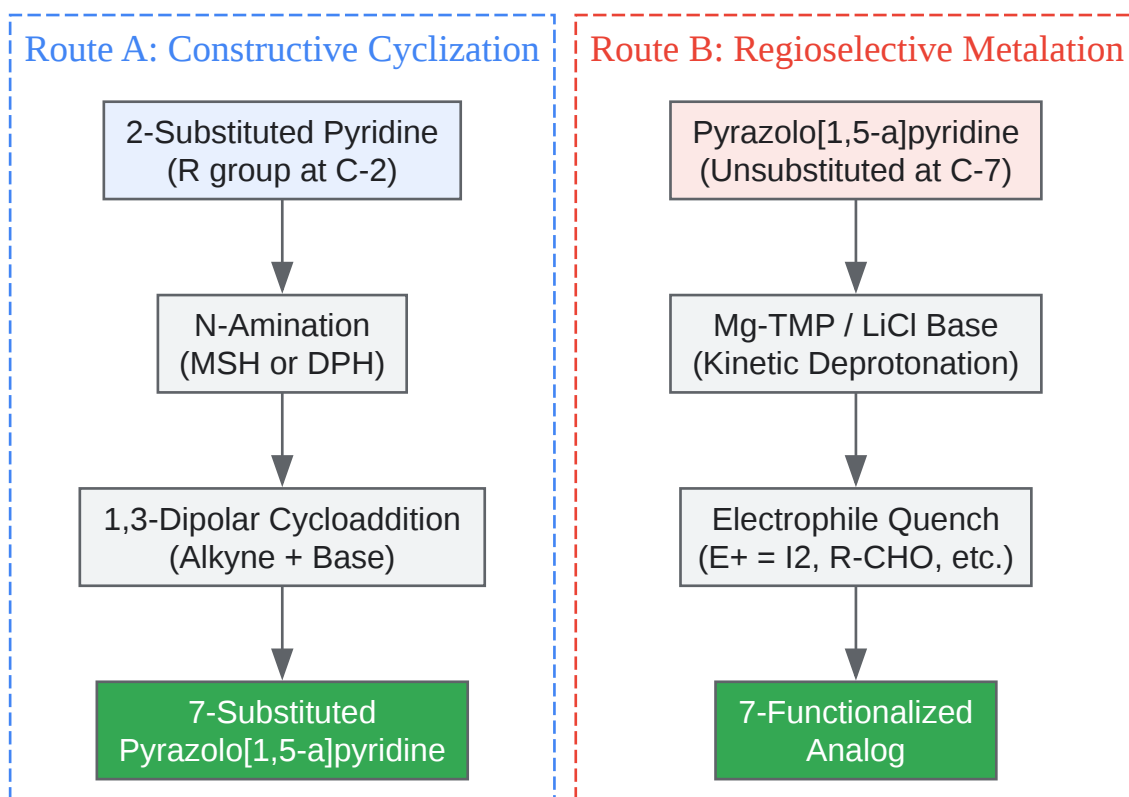 Route A: Constructive Cyclization
2-Substituted Pyridine
(R group at C-2)
N-Amination
(MSH or DPH)
1,3-Dipolar Cycloaddition
(Alkyne + Base)
7-Substituted
Pyrazolo[1,5-a]pyridine
Route B: Regioselective Metalation
Pyrazolo[1,5-a]pyridine
(Unsubstituted at C-7)
Mg-TMP / LiCl Base
(Kinetic Deprotonation)
Electrophile Quench
(E+ = I2, R-CHO, etc.)
7-Functionalized
Analog